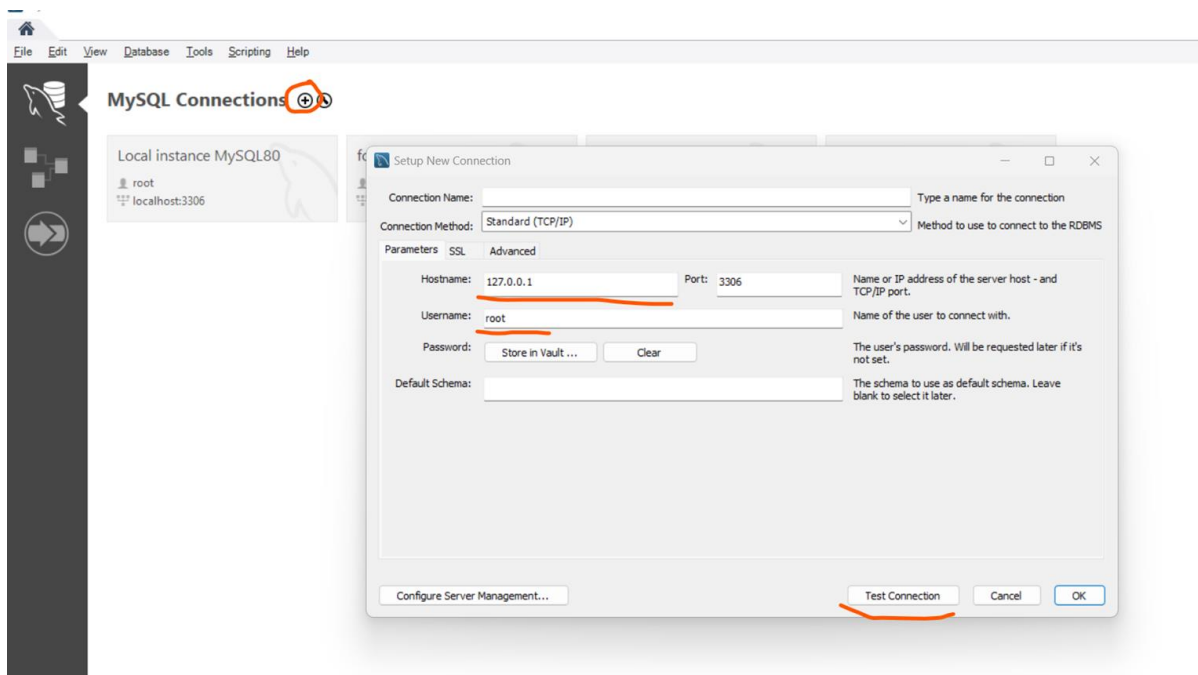 File Edit View Database Tools Scripting Help
MySQL Connections
Local instance MySQL80
root
localhost:3306
Setup New Connection
Connection Name:
Type a name for the connection
Connection Method: Standard (TCP/IP)
Method to use to connect to the RDBMS
Parameters SSL Advanced
Hostname: 127.0.0.1 Port: 3306
Name or IP address of the server host - and
TCP/IP port.
Username: root
Name of the user to connect with.
Password: Store in Vault ... Clear
The user's password. Will be requested later if it's
not set.
Default Schema:
The schema to use as default schema. Leave
blank to select it later.
Configure Server Management... Test Connection Cancel OK